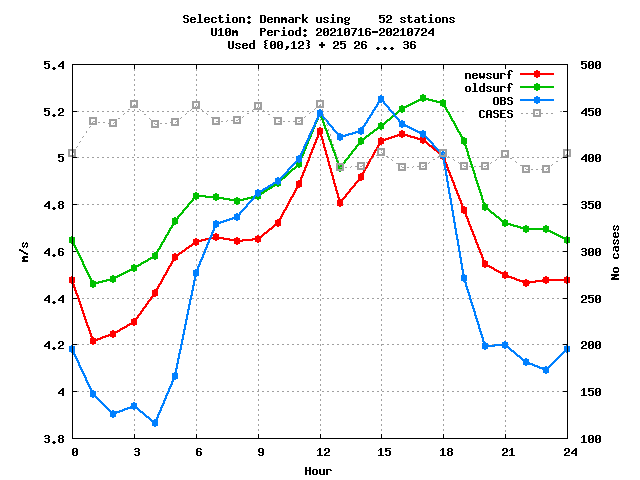 Selection: Denmark using    52 stations
U10m   Period: 20210716-20210724
Used {00,12} + 25 26 ... 36
newsurf
oldsurf
OBS
CASES
5.4
5.2
5
4.8
4.6
4.4
4.2
4
3.8
m/s
500
450
400
350
300
250
200
150
100
No cases
0 3 6 9 12 15 18 21 24
Hour